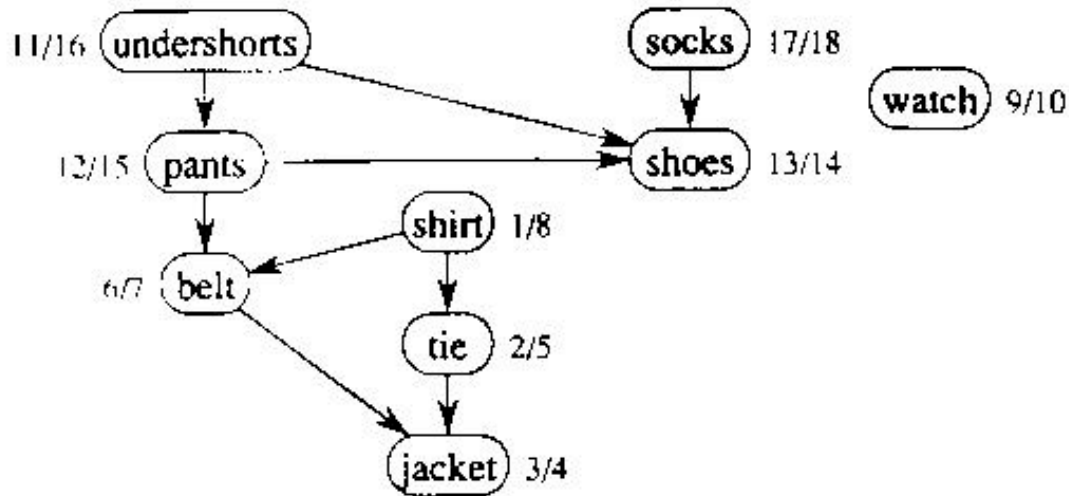 11/16 undershorts socks 17/18
watch 9/10
12/15 pants shoes 13/14
shirt 1/8
6/7 belt
tie 2/5
jacket 3/4